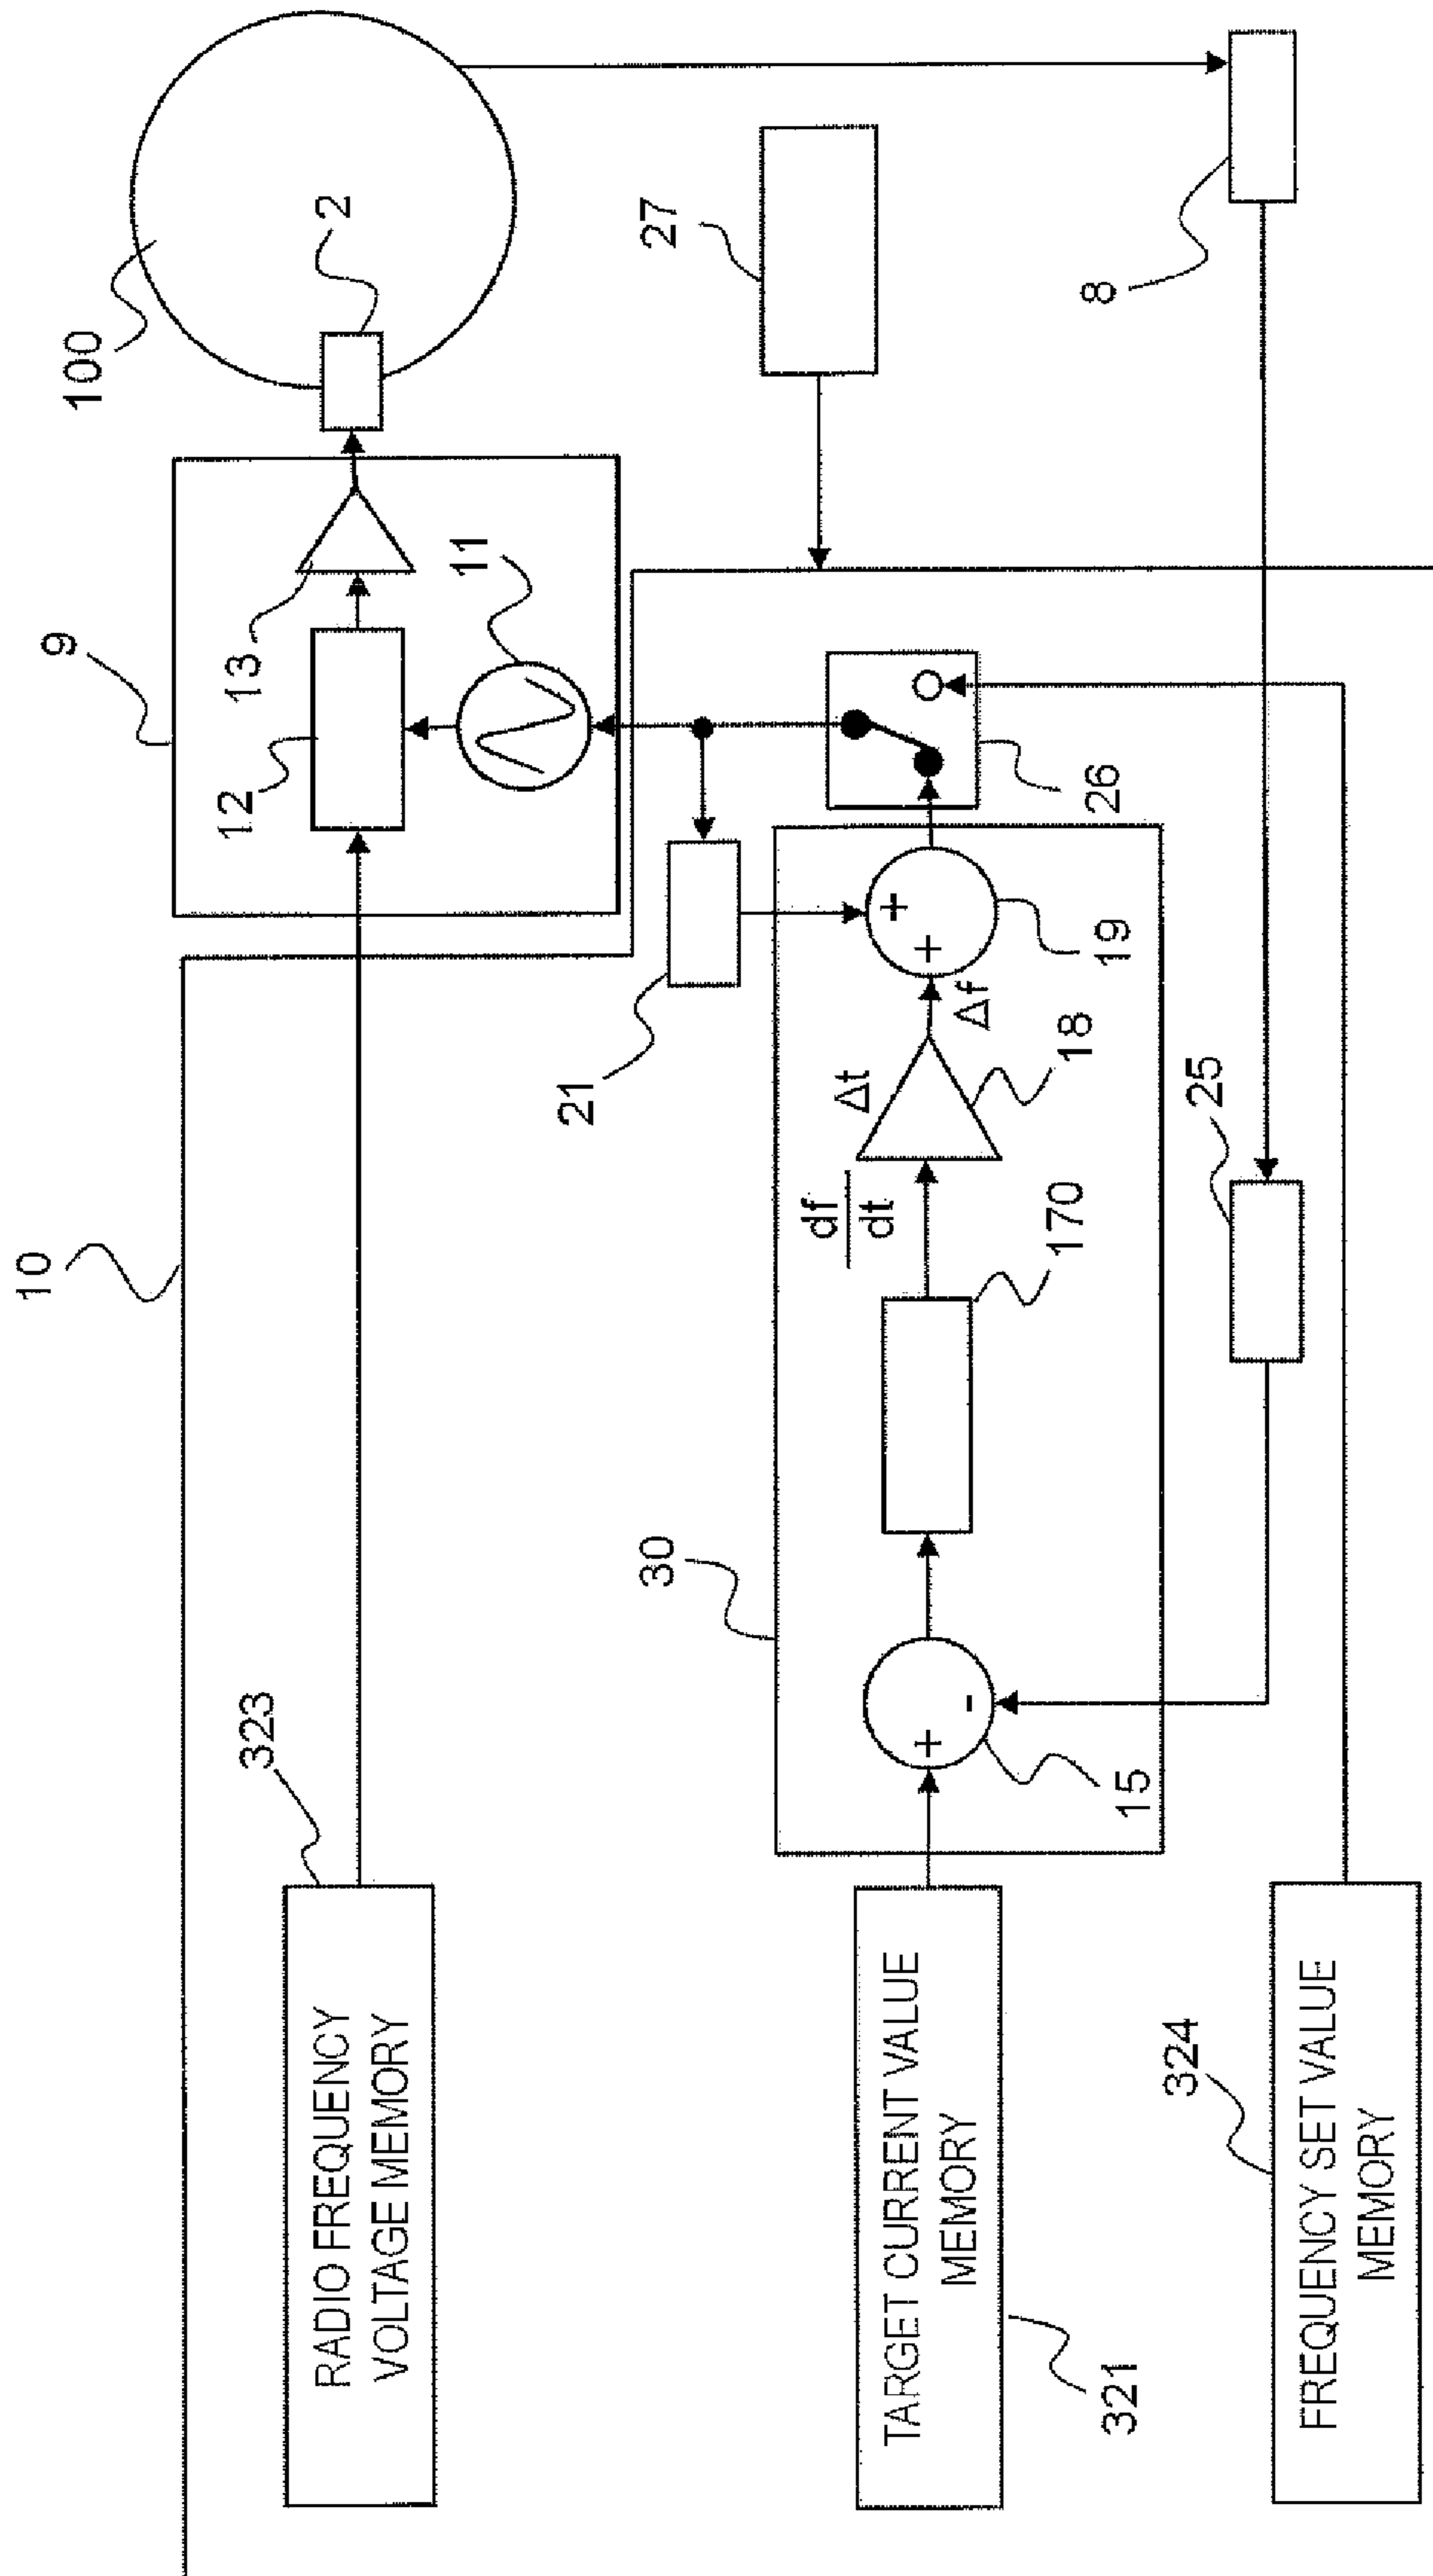 100
2
9
13
12
11
27
8
10
21
26
19
Δf
18
Δt
df
dt
170
25
30
+
+
+
-
15
323
RADIO FREQUENCY
VOLTAGE MEMORY
TARGET CURRENT VALUE
MEMORY
321
324
FREQUENCY SET VALUE
MEMORY